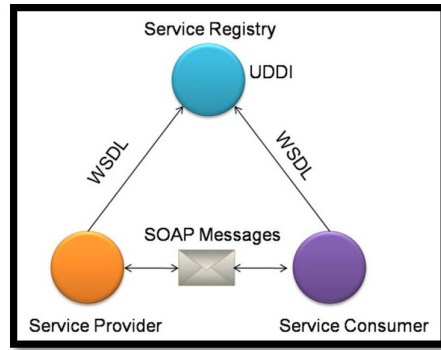 Service Registry
UDDI
WSDL
WSDL
SOAP Messages
Service Provider
Service Consumer